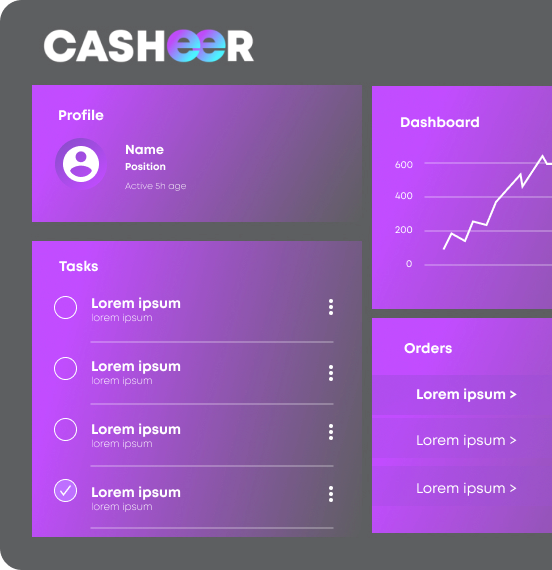 CASHeeR
Profile
Name
Position
Active 5h age
Tasks
Lorem ipsum
lorem ipsum
Lorem ipsum
lorem ipsum
Lorem ipsum
lorem ipsum
Lorem ipsum
lorem ipsum
Dashboard
600
400
200
0
Orders
Lorem ipsum >
Lorem ipsum >
Lorem ipsum >